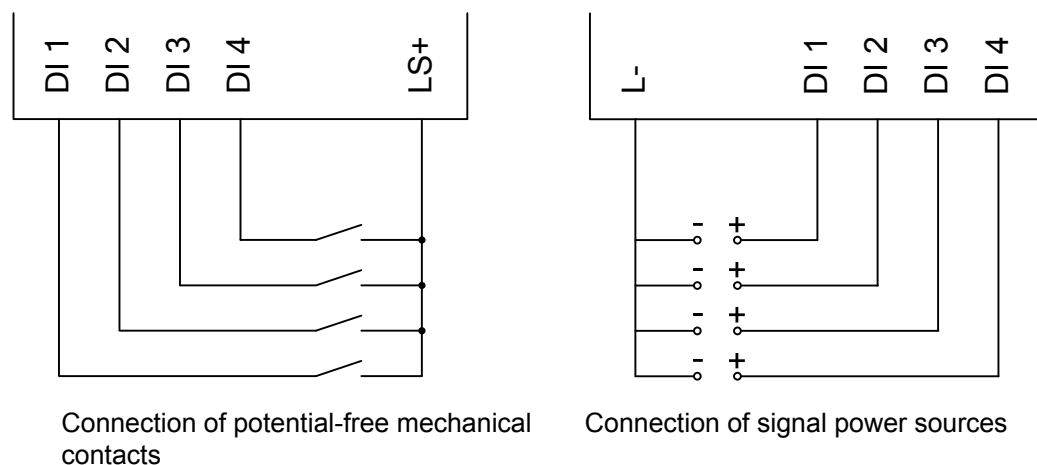 DI 1
DI 2
DI 3
DI 4
LS+
L-
DI 1
DI 2
DI 3
DI 4
- +
- +
- +
- +
Connection of potential-free mechanical
contacts
Connection of signal power sources